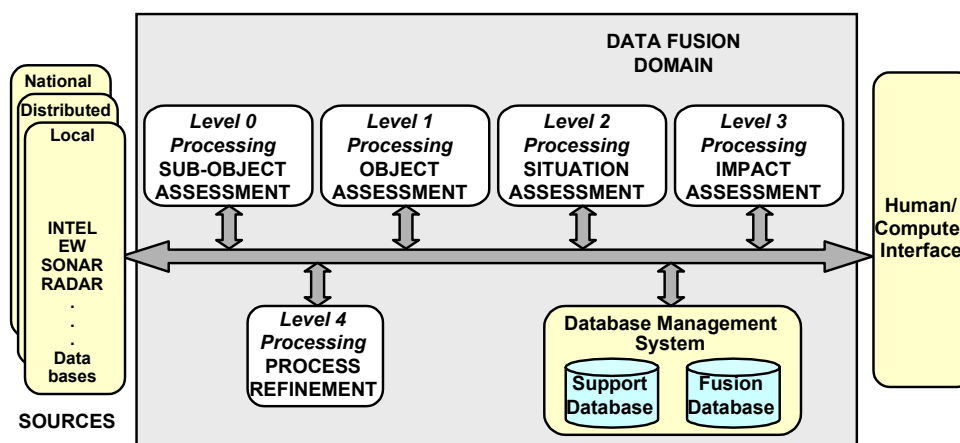 DATA FUSION
DOMAIN
National
Distributed
Local
INTEL
EW
SONAR
RADAR
.
.
.
Data
bases
SOURCES
Level 0
Processing
SUB-OBJECT
ASSESSMENT
Level 1
Processing
OBJECT
ASSESSMENT
Level 2
Processing
SITUATION
ASSESSMENT
Level 3
Processing
IMPACT
ASSESSMENT
Human/
Compute
Interface
Level 4
Processing
PROCESS
REFINEMENT
Database Management
System
Support
Database
Fusion
Database